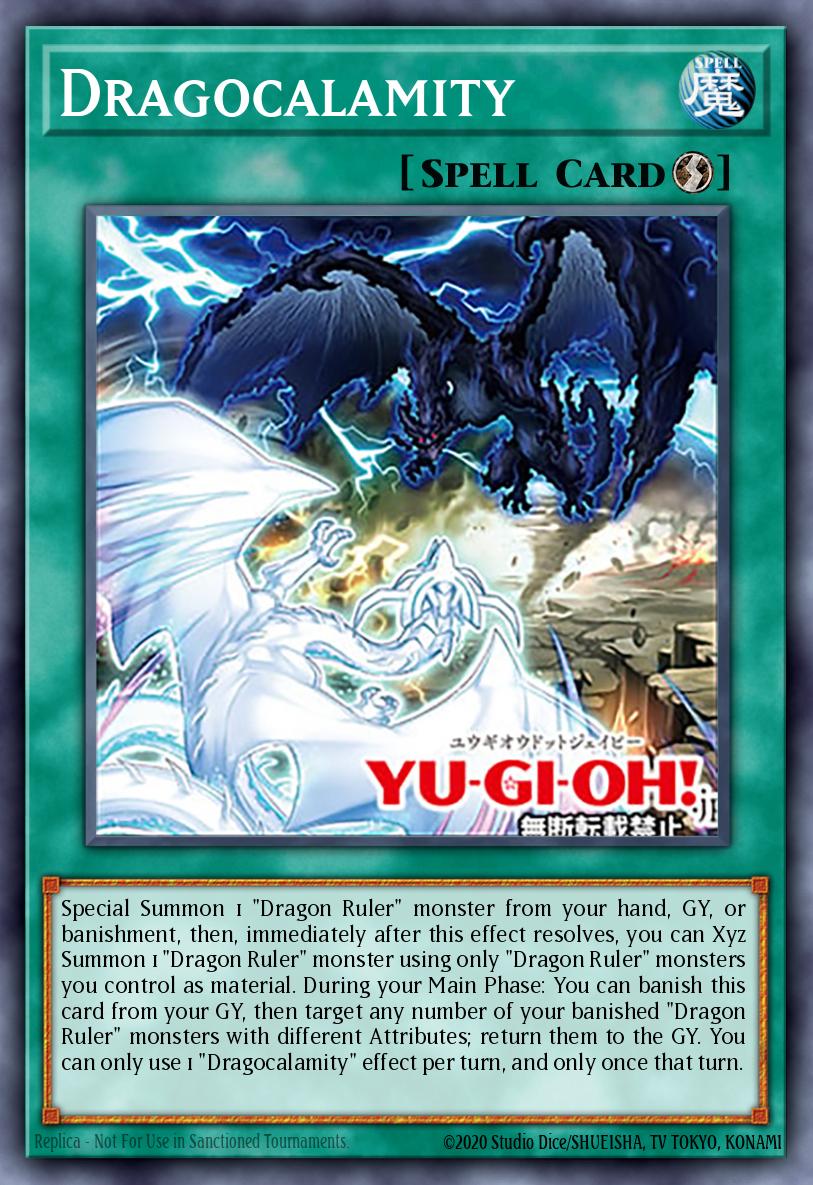 DRAGOCALAMITY
SPELL
魔
[SPELL CARD]
ユウギオウドットジェイピー
YU-GI-OH!
無断転載禁止
Special Summon 1 "Dragon Ruler" monster from your hand, GY, or
banishment, then, immediately after this effect resolves, you can Xyz
Summon 1 "Dragon Ruler" monster using only "Dragon Ruler" monsters
you control as material. During your Main Phase: You can banish this
card from your GY, then target any number of your banished "Dragon
Ruler" monsters with different Attributes; return them to the GY. You
can only use 1 "Dragocalamity" effect per turn, and only once that turn.
Replica - Not For Use in Sanctioned Tournaments.
©2020 Studio Dice/SHUEISHA, TV TOKYO, KONAMI